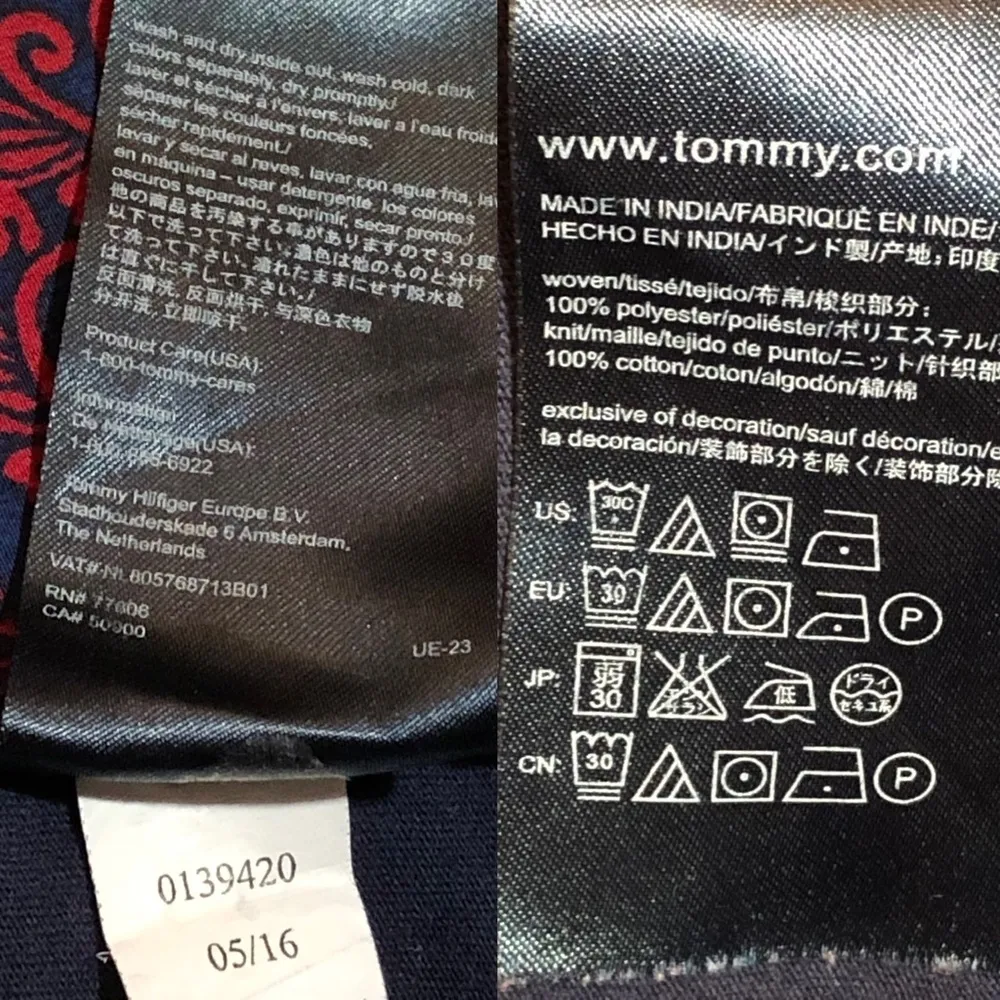 wash and dry inside out, wash cold, dark
colors separately, dry promptly./
laver et sécher à l'envers, laver a l'eau froide
séparer les couleurs foncées,
sécher rapidement./
lavar y secar al reves, lavar con agua fria, la
en máquina – usar detergente, los colores
oscuros separado, exprimir, secar pronto/
他の商品を汚染する事がありますので30度
以下で洗って下さい。濃色は他のものと分け
て洗って下さい。濡れたままにせず脱水後
は直ぐに干して下さい。/
反面清洗, 反面烘干, 与深色衣物
分开洗, 立即晾干。
Product Care(USA):
1-800-tommy-cares
Information
(USA):
6922
Tommy Hilfiger Europe B.V.
Stadhouderskade 6 Amsterdam,
The Netherlands
VAT#-NL805768713B01
RN# 77806
CA# 50900
UE-23
0139420
05/16
www.tommy.com
MADE IN INDIA/FABRIQUÉ EN INDE/
HECHO EN INDIA/インド製/产地:印度
woven/tissé/tejido/布帛/梭织部分:
100% polyester/poliéster/ポリエステル/
knit/maille/tejido de punto/ニット/针织部
100% cotton/coton/algodón/綿/棉
exclusive of decoration/sauf décoration/e
la decoración/装飾部分を除く/装饰部分除
US: 30C
EU: 30 P
JP: 弱 30 エンソ サラシ 低 ドライ セキユ系
CN: 30 P